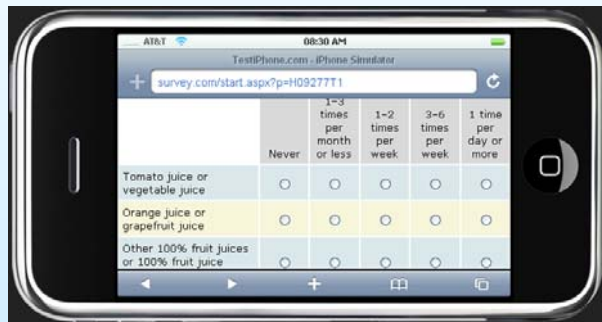 AT&T 08:30 AM
TestiPhone.com - iPhone Simulator
survey.com/start.aspx?p=H09277T1
Never 1-3 times per month or less 1-2 times per week 3-6 times per week 1 time per day or more
Tomato juice or
vegetable juice
Orange juice or
grapefruit juice
Other 100% fruit juices
or 100% fruit juice